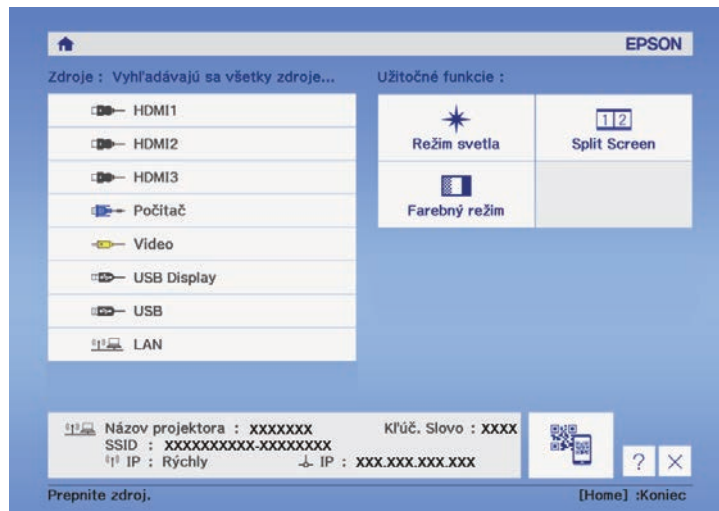 EPSON
Zdroje : Vyhľadávajú sa všetky zdroje...
HDMI1
HDMI2
HDMI3
Počítač
Video
USB Display
USB
LAN
Užitočné funkcie :
Režim svetla
1 2
Split Screen
Farebný režim
Názov projektora : XXXXXXX
Kľúč. Slovo : XXXX
SSID : XXXXXXXXXX-XXXXXXXX
IP : Rýchly
IP : XXX.XXX.XXX.XXX
? ×
Prepnite zdroj.
[Home] :Koniec